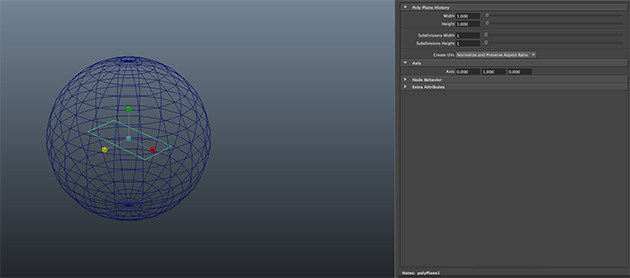 Poly Plane History
Width 1.000
Height 1.000
Subdivisions Width 1
Subdivisions Height 1
Create UVs Normalize and Preserve Aspect Ratio
Axis
Axis 0.000 1.000 0.000
Node Behavior
Extra Attributes
Notes: polyPlane1